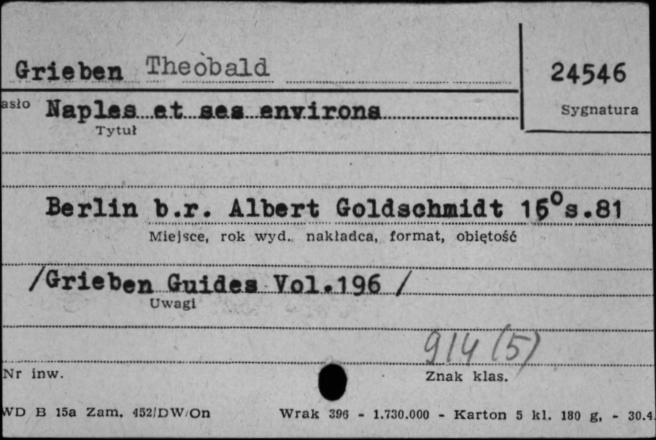 Grieben Theobald
24546
asło Naples et ses environs
Sygnatura
Tytuł
Berlin b.r. Albert Goldschmidt 16⁰s.81
Miejsce, rok wyd. nakładca, format, objętość
/Grieben Guides Vol.196 /
Uwagi
914 (5)
Nr inw.
Znak klas.
WD B 15a Zam. 452/DW/On Wrak 396 - 1.730.000 - Karton 5 kl. 180 g, - 30.4.